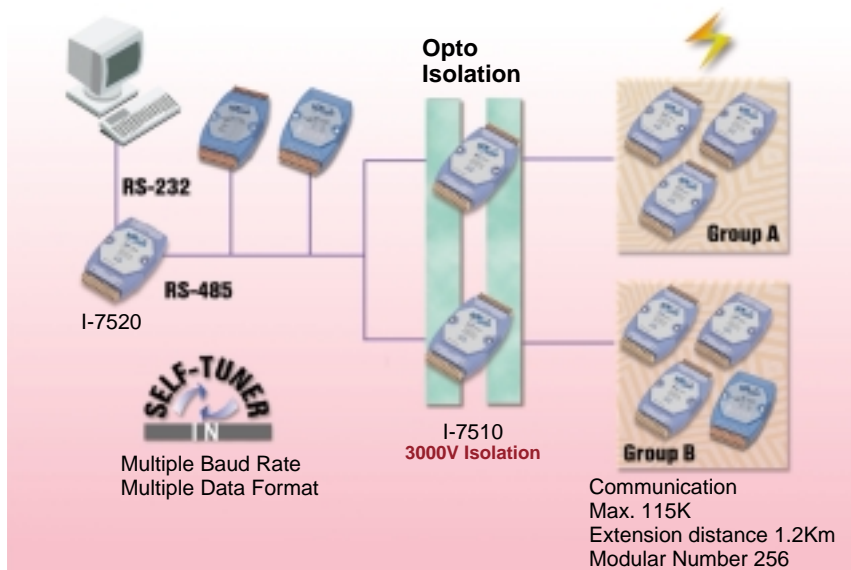 Opto
Isolation
RS-232
Group A
RS-485
I-7520
SELF-TUNER
IN
I-7510
3000V Isolation
Multiple Baud Rate
Multiple Data Format
Group B
Communication
Max. 115K
Extension distance 1.2Km
Modular Number 256